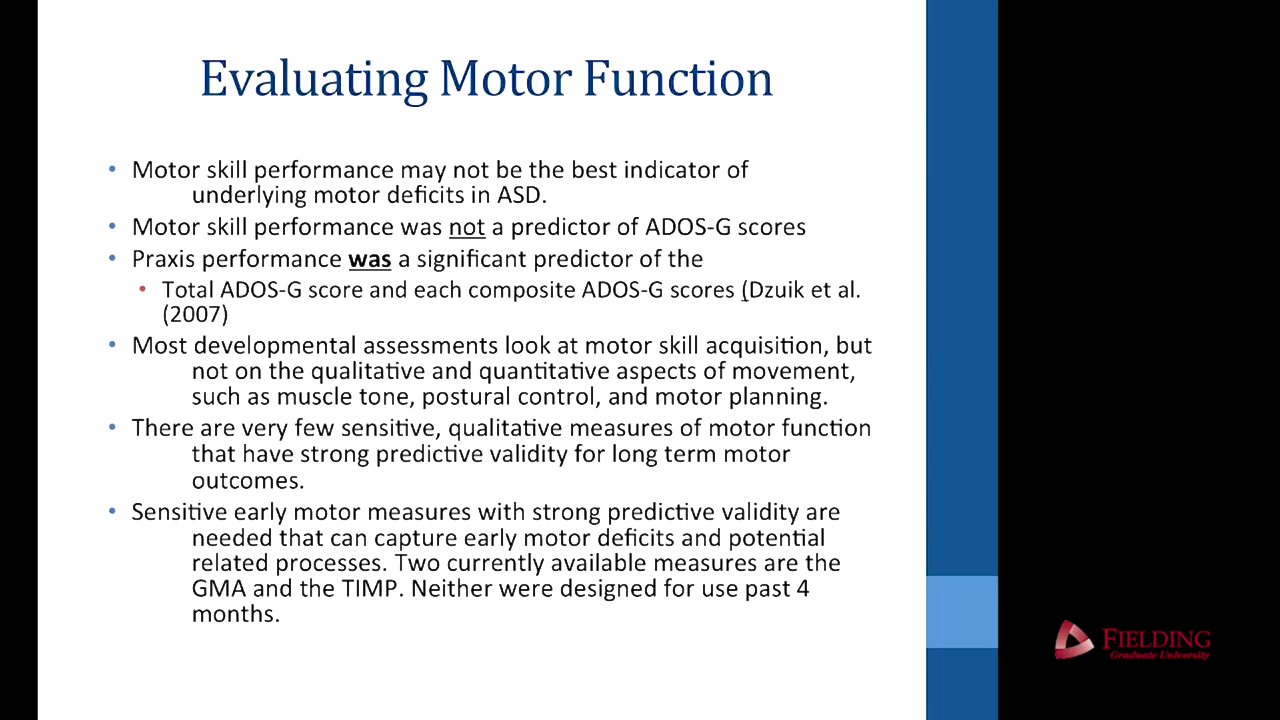 Evaluating Motor Function
• Motor skill performance may not be the best indicator of
underlying motor deficits in ASD.
• Motor skill performance was not a predictor of ADOS-G scores
• Praxis performance was a significant predictor of the
• Total ADOS-G score and each composite ADOS-G scores (Dzuik et al.
(2007)
• Most developmental assessments look at motor skill acquisition, but
not on the qualitative and quantitative aspects of movement,
such as muscle tone, postural control, and motor planning.
• There are very few sensitive, qualitative measures of motor function
that have strong predictive validity for long term motor
outcomes.
• Sensitive early motor measures with strong predictive validity are
needed that can capture early motor deficits and potential
related processes. Two currently available measures are the
GMA and the TIMP. Neither were designed for use past 4
months.
FIELDING
Graduate University